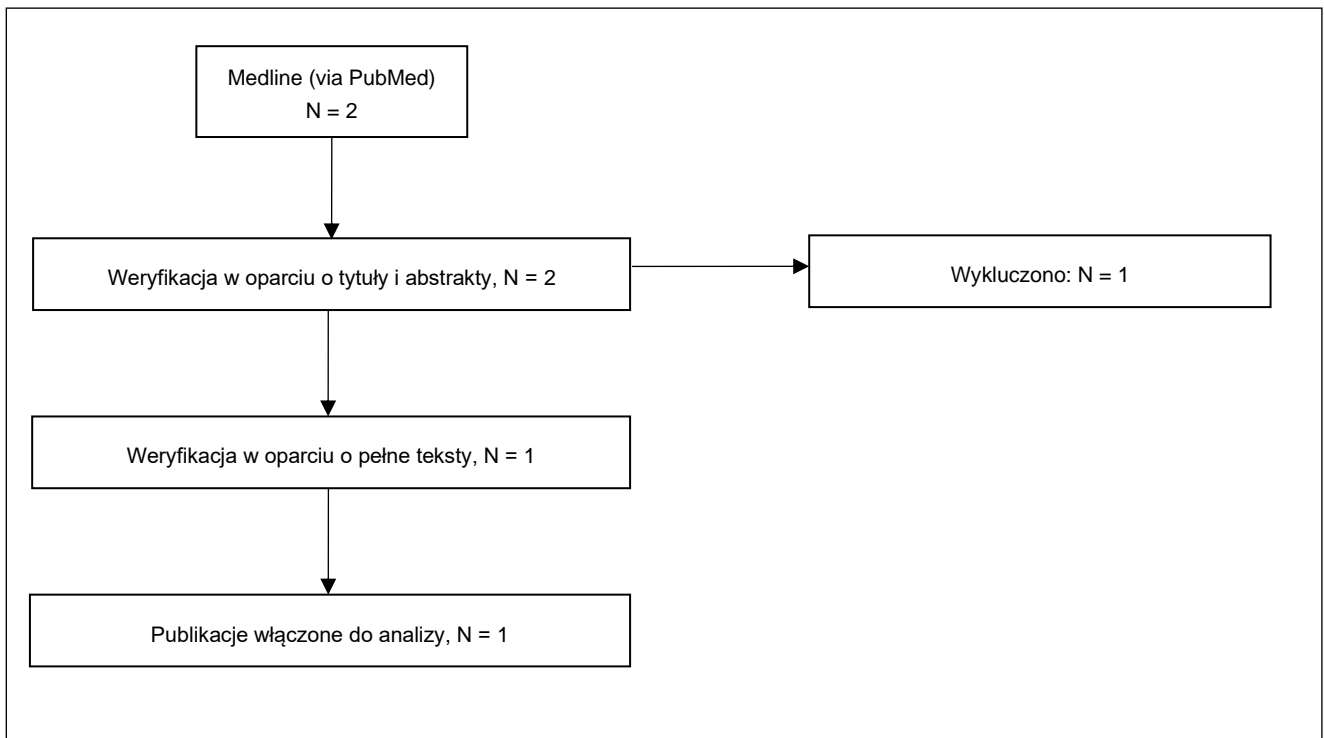 Medline (via PubMed)
N = 2
Weryfikacja w oparciu o tytuły i abstrakty, N = 2
Wykluczono: N = 1
Weryfikacja w oparciu o pełne teksty, N = 1
Publikacje włączone do analizy, N = 1